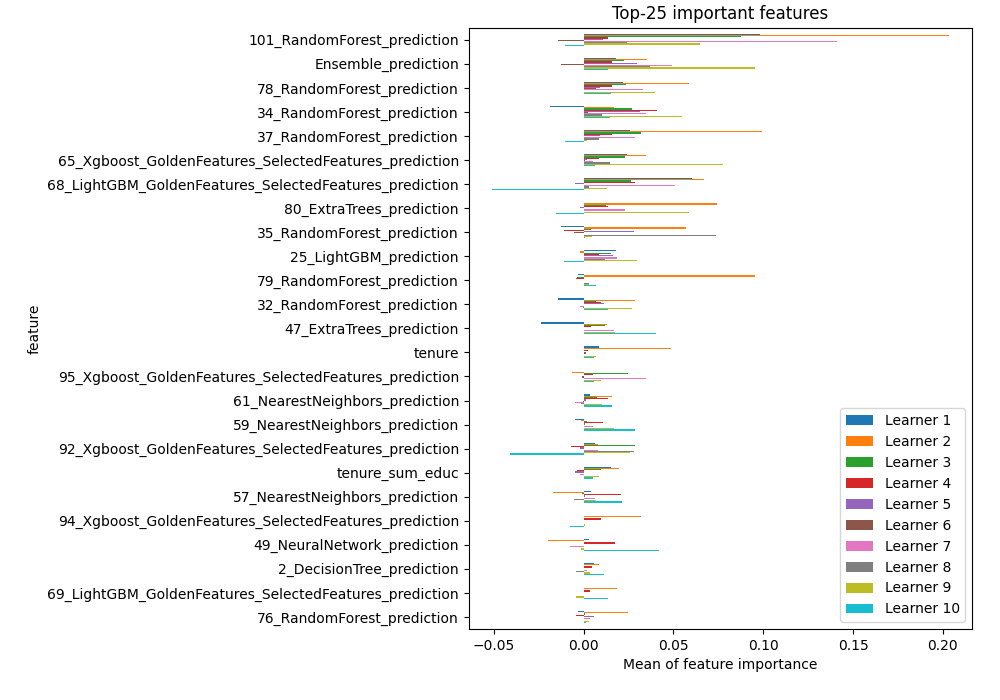 Top-25 important features
101_RandomForest_prediction
Ensemble_prediction
78_RandomForest_prediction
34_RandomForest_prediction
37_RandomForest_prediction
65_Xgboost_GoldenFeatures_SelectedFeatures_prediction
68_LightGBM_GoldenFeatures_SelectedFeatures_prediction
80_ExtraTrees_prediction
35_RandomForest_prediction
25_LightGBM_prediction
79_RandomForest_prediction
32_RandomForest_prediction
47_ExtraTrees_prediction
tenure
95_Xgboost_GoldenFeatures_SelectedFeatures_prediction
61_NearestNeighbors_prediction
59_NearestNeighbors_prediction
92_Xgboost_GoldenFeatures_SelectedFeatures_prediction
tenure_sum_educ
57_NearestNeighbors_prediction
94_Xgboost_GoldenFeatures_SelectedFeatures_prediction
49_NeuralNetwork_prediction
2_DecisionTree_prediction
69_LightGBM_GoldenFeatures_SelectedFeatures_prediction
76_RandomForest_prediction
feature
Learner 1
Learner 2
Learner 3
Learner 4
Learner 5
Learner 6
Learner 7
Learner 8
Learner 9
Learner 10
−0.05 0.00 0.05 0.10 0.15 0.20
Mean of feature importance